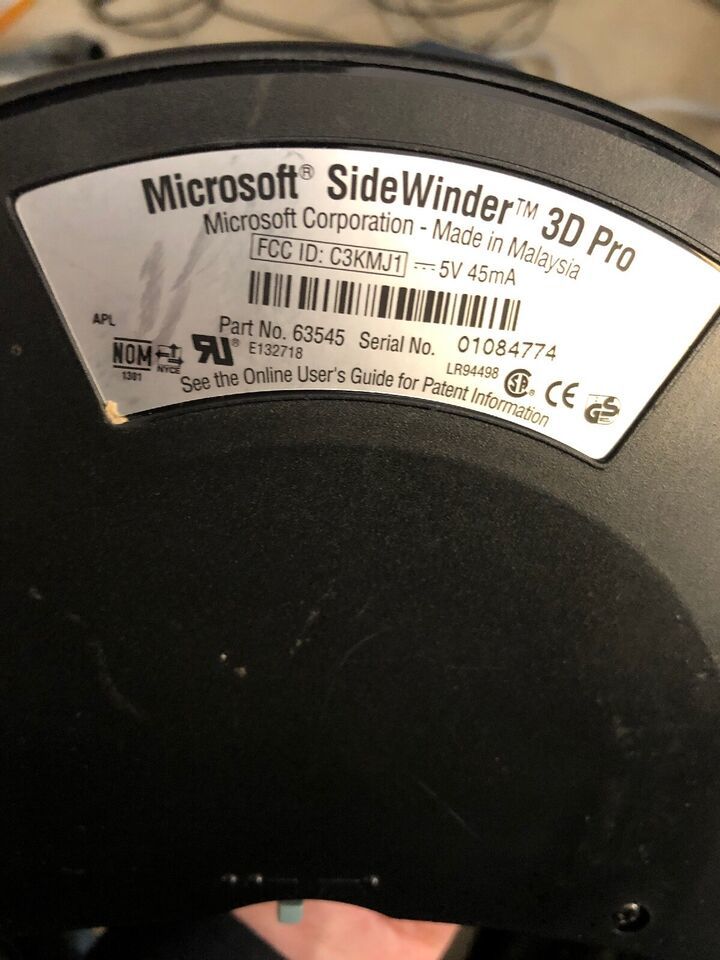 Microsoft® SideWinder™ 3D Pro
Microsoft Corporation - Made in Malaysia
FCC ID: C3KMJ1 5V 45mA
APL
Part No. 63545 Serial No. 01084774
NOM
1301
NYCE
E132718
LR94498
See the Online User's Guide for Patent Information